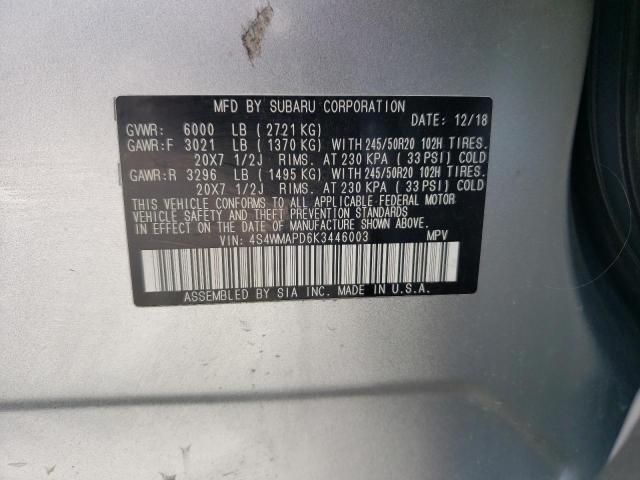 MFD BY SUBARU CORPORATION
DATE: 12/18
GVWR: 6000 LB (2721 KG)
GAWR:F 3021 LB (1370 KG) WITH 245/50R20 102H TIRES.
20X7 1/2J RIMS. AT 230 KPA (33 PSI) COLD
GAWR:R 3296 LB (1495 KG) WITH 245/50R20 102H TIRES.
20X7 1/2J RIMS. AT 230 KPA (33 PSI) COLD
THIS VEHICLE CONFORMS TO ALL APPLICABLE FEDERAL MOTOR
VEHICLE SAFETY AND THEFT PREVENTION STANDARDS
IN EFFECT ON THE DATE OF MANUFACTURE SHOWN ABOVE.
VIN: 4S4WMAPD6K3446003 MPV
ASSEMBLED BY SIA INC. MADE IN U.S.A.